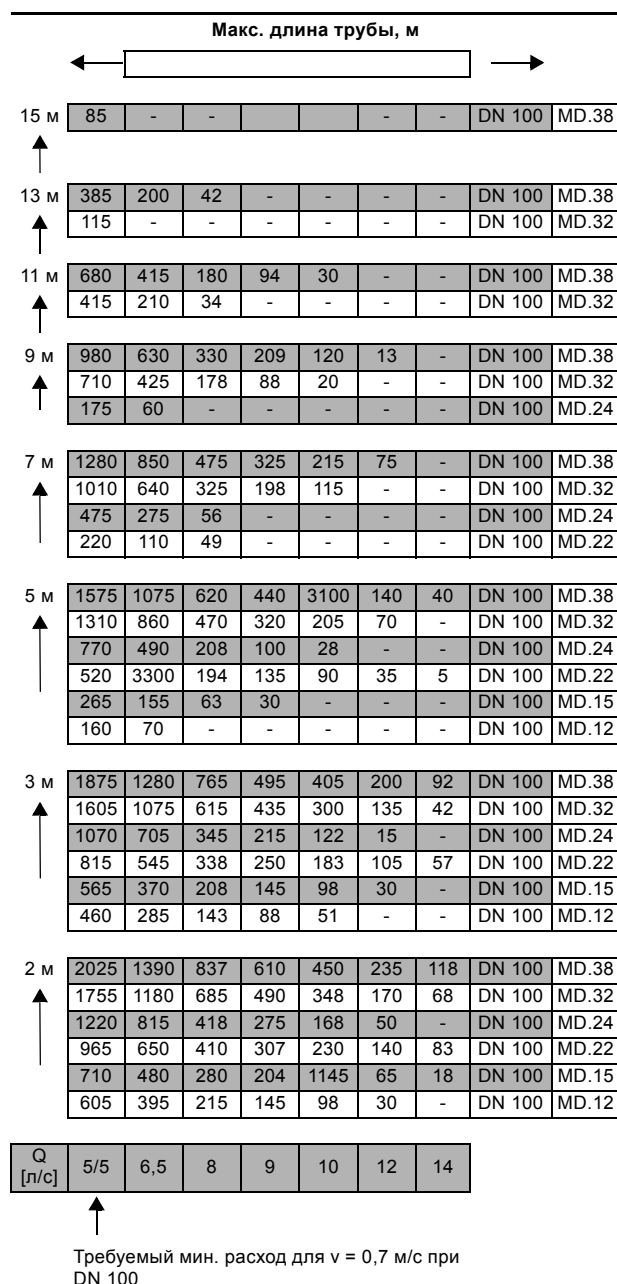 Макс. длина трубы, м
15 м 85 - - - - DN 100 MD.38
13 м 385 200 42 - - - - DN 100 MD.38
115 - - - - - - DN 100 MD.32
11 м 680 415 180 94 30 - - DN 100 MD.38
415 210 34 - - - - DN 100 MD.32
9 м 980 630 330 209 120 13 - DN 100 MD.38
710 425 178 88 20 - - DN 100 MD.32
175 60 - - - - - DN 100 MD.24
7 м 1280 850 475 325 215 75 - DN 100 MD.38
1010 640 325 198 115 - - DN 100 MD.32
475 275 56 - - - - DN 100 MD.24
220 110 49 - - - - DN 100 MD.22
5 м 1575 1075 620 440 3100 140 40 DN 100 MD.38
1310 860 470 320 205 70 - DN 100 MD.32
770 490 208 100 28 - - DN 100 MD.24
520 3300 194 135 90 35 5 DN 100 MD.22
265 155 63 30 - - - DN 100 MD.15
160 70 - - - - - DN 100 MD.12
3 м 1875 1280 765 495 405 200 92 DN 100 MD.38
1605 1075 615 435 300 135 42 DN 100 MD.32
1070 705 345 215 122 15 - DN 100 MD.24
815 545 338 250 183 105 57 DN 100 MD.22
565 370 208 145 98 30 - DN 100 MD.15
460 285 143 88 51 - - DN 100 MD.12
2 м 2025 1390 837 610 450 235 118 DN 100 MD.38
1755 1180 685 490 348 170 68 DN 100 MD.32
1220 815 418 275 168 50 - DN 100 MD.24
965 650 410 307 230 140 83 DN 100 MD.22
710 480 280 204 1145 65 18 DN 100 MD.15
605 395 215 145 98 30 - DN 100 MD.12
Q [л/с] 5/5 6,5 8 9 10 12 14
Требуемый мин. расход для v = 0,7 м/с при
DN 100